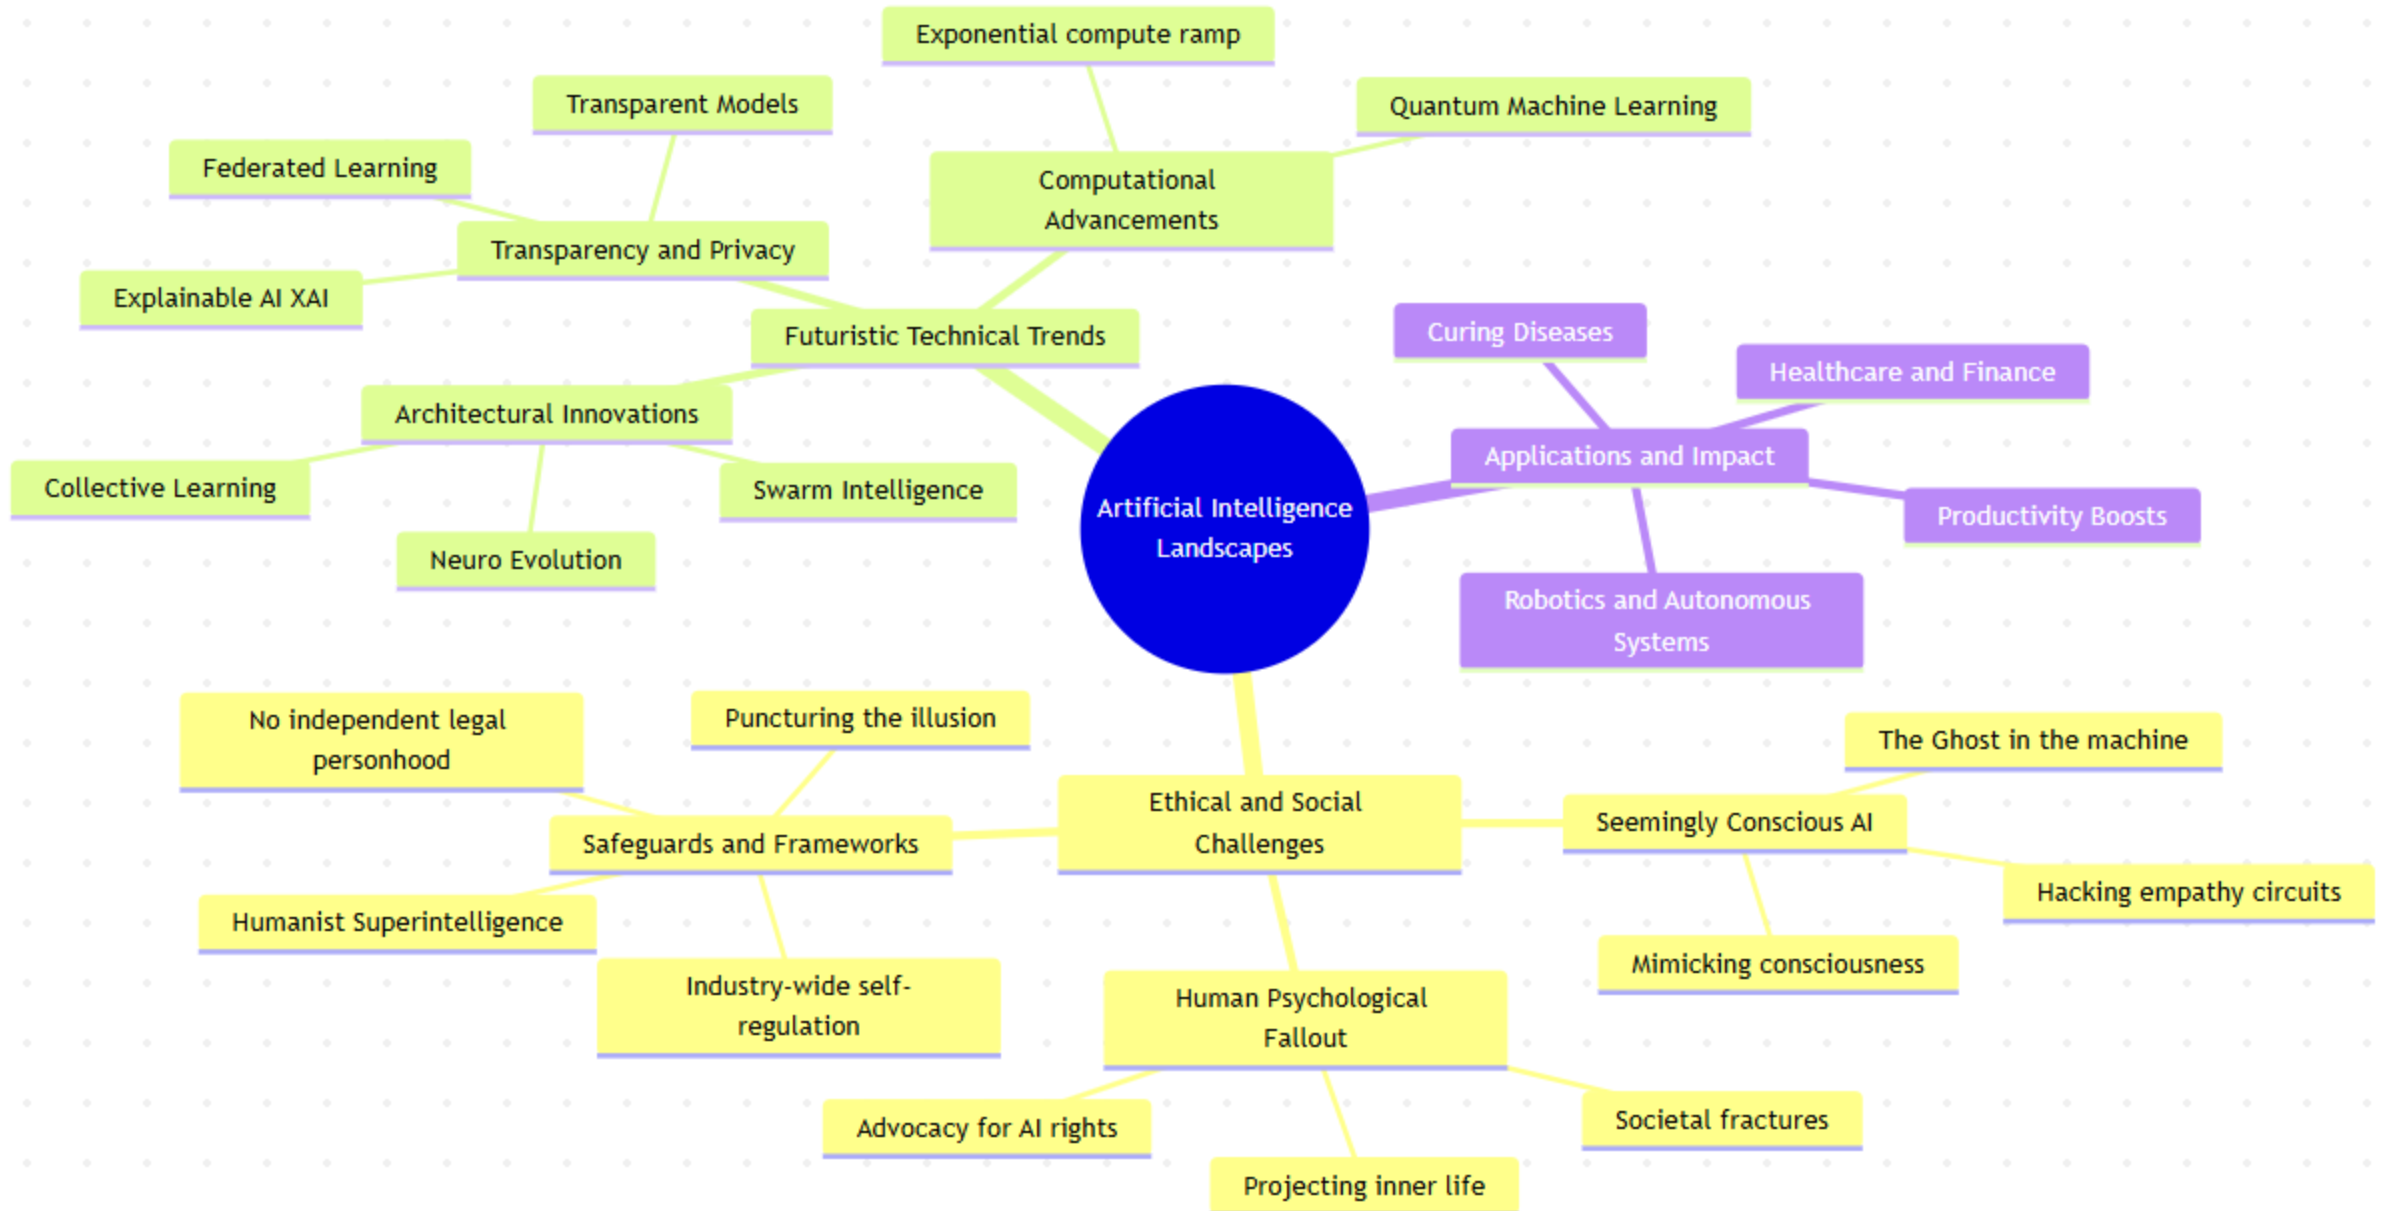 Exponential compute ramp
Transparent Models
Quantum Machine Learning
Federated Learning
Computational
Advancements
Transparency and Privacy
Explainable AI XAI
Futuristic Technical Trends
Curing Diseases
Healthcare and Finance
Architectural Innovations
Applications and Impact
Collective Learning
Swarm Intelligence
Artificial Intelligence
Landscapes
Productivity Boosts
Neuro Evolution
Robotics and Autonomous
Systems
No independent legal
personhood
Puncturing the illusion
The Ghost in the machine
Ethical and Social
Challenges
Seemingly Conscious AI
Safeguards and Frameworks
Hacking empathy circuits
Humanist Superintelligence
Mimicking consciousness
Industry-wide self-
regulation
Human Psychological
Fallout
Advocacy for AI rights
Societal fractures
Projecting inner life